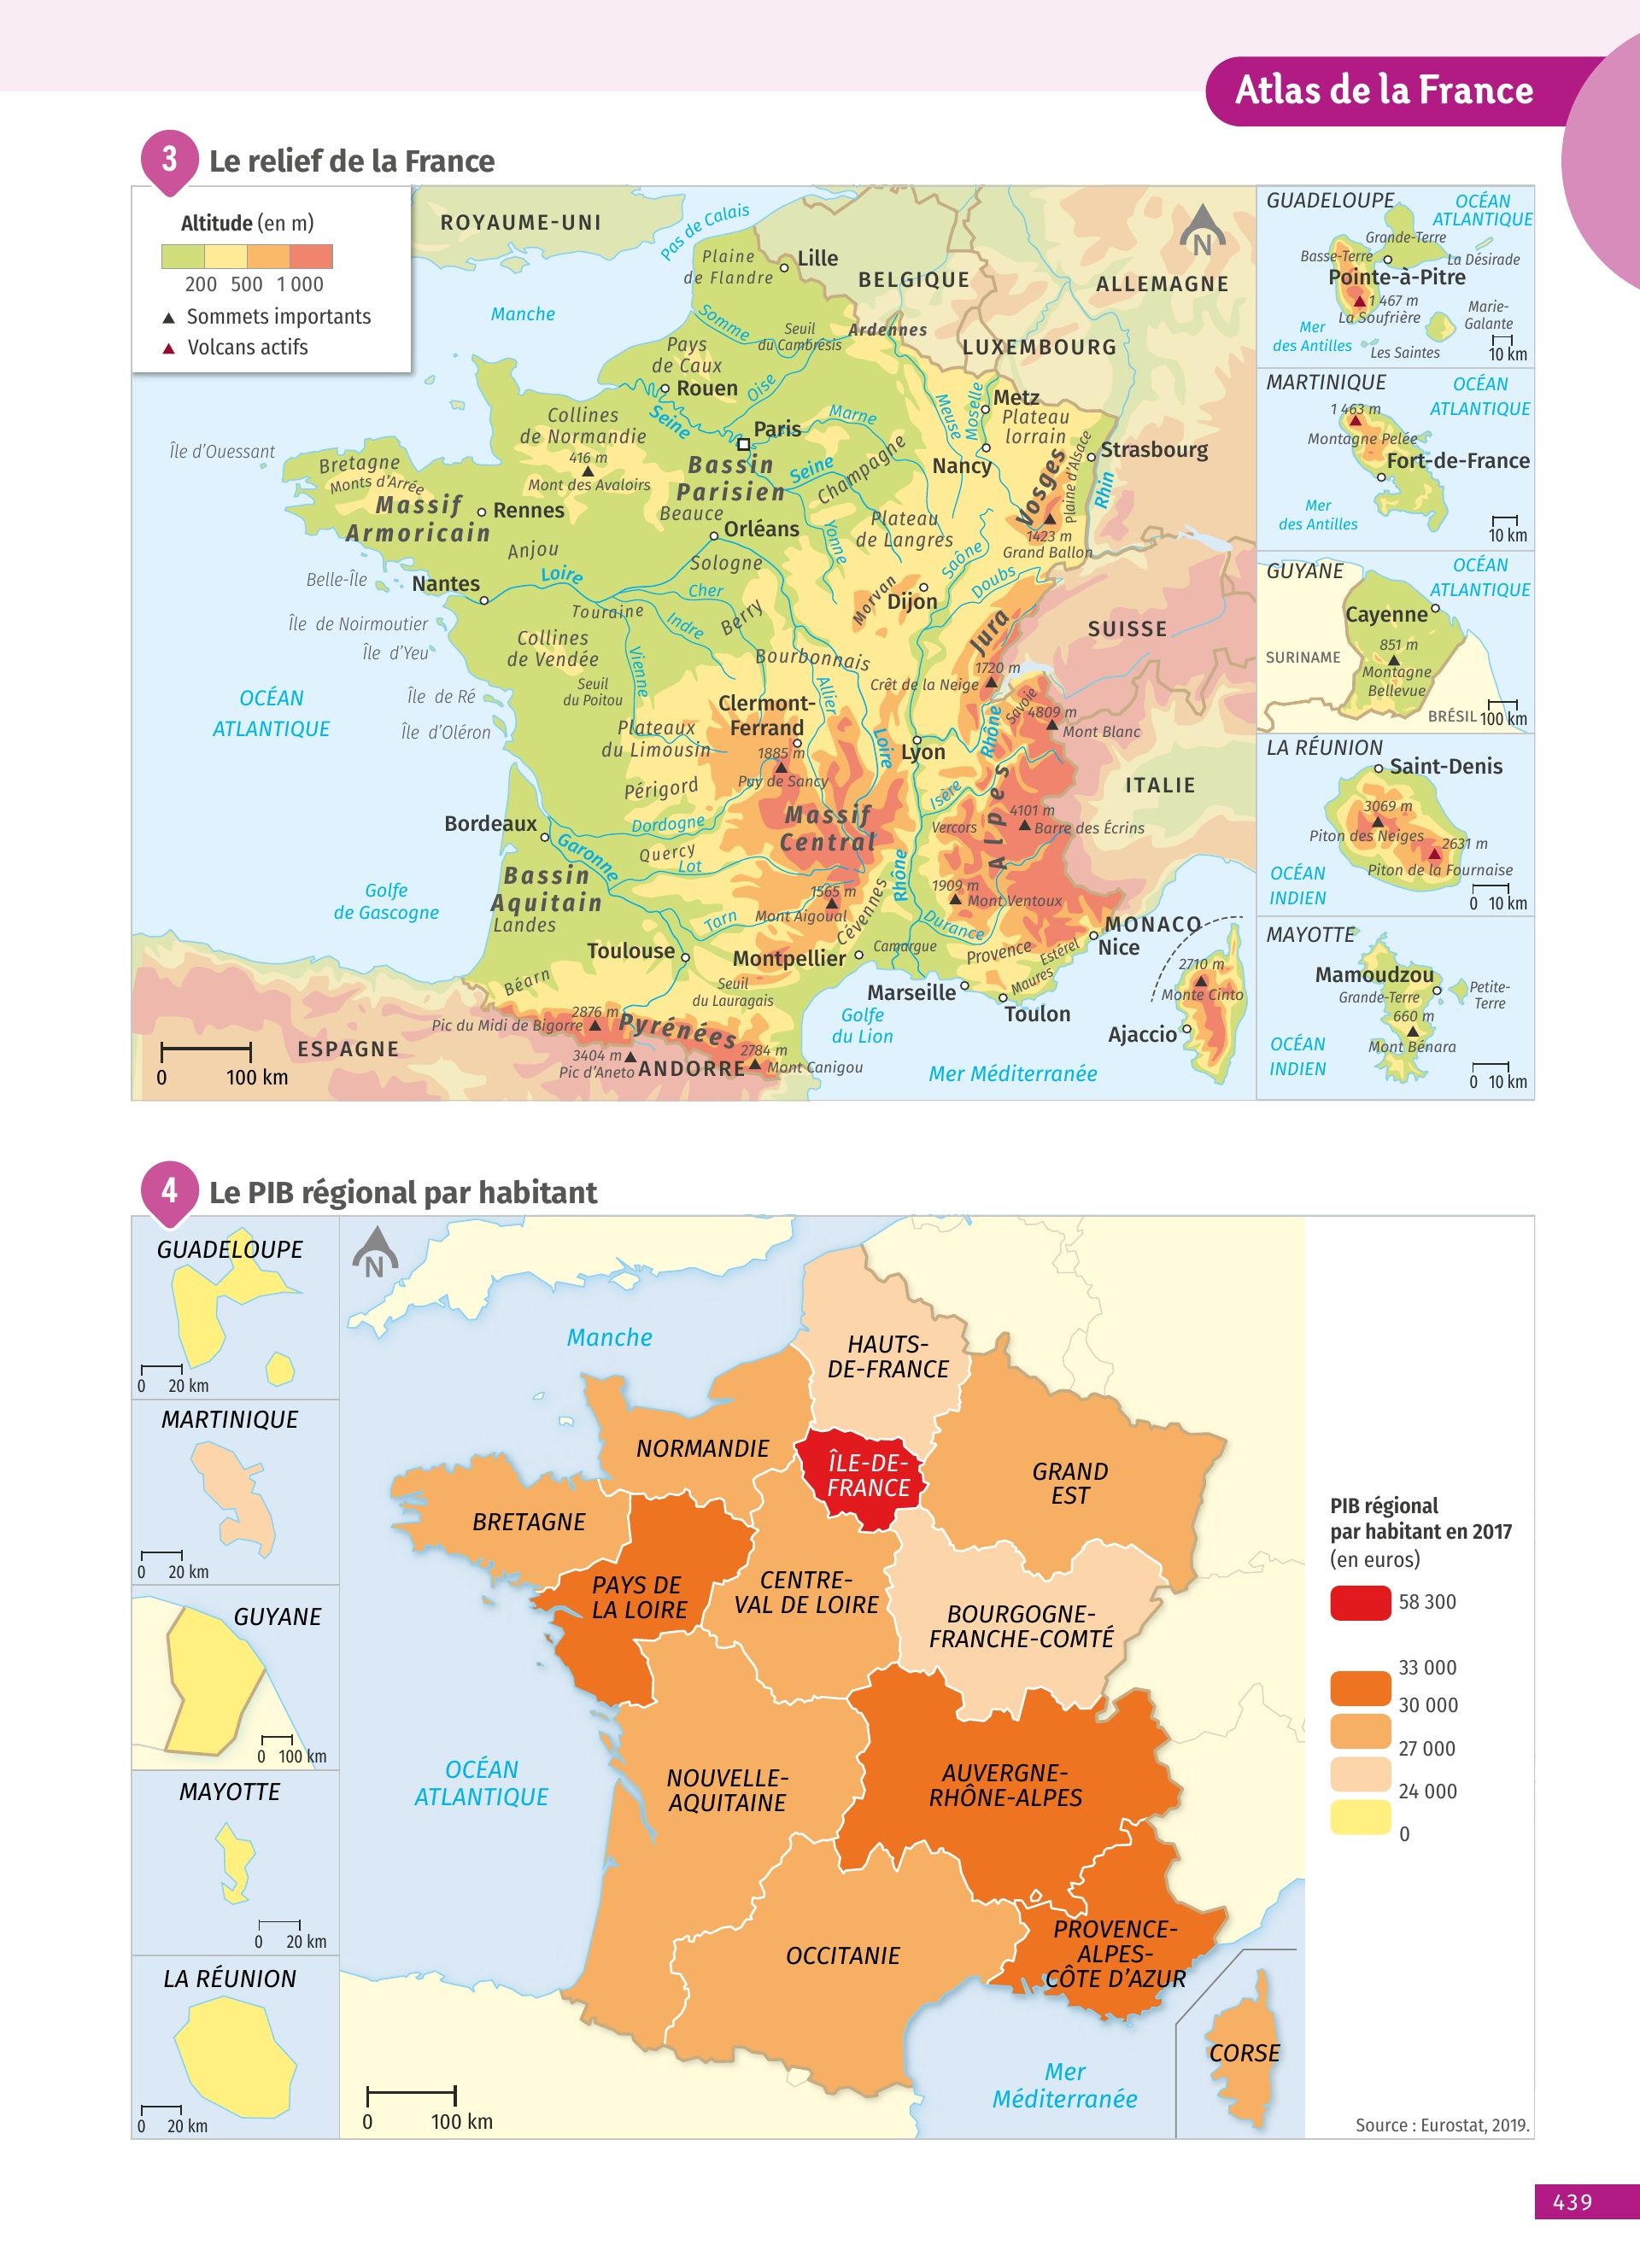 Atlas de la France
3 Le relief de la France
Altitude (en m)
200 500 1 000
Sommets importants
Volcans actifs
ROYAUME-UNI
Pas de Calais
Plaine
de Flandre
Lille
BELGIQUE
ALLEMAGNE
N
Manche
Somme
Seuil
du Cambrésis
Ardennes
LUXEMBOURG
Pays
de Caux
Rouen
Oise
Seine
Metz
Plateau
lorrain
Meuse
Moselle
Collines
de Normandie
416 m
Mont des Avaloirs
Paris
Marne
Bassin
Parisien
Seine
Champagne
Nancy
Strasbourg
Plaine d'Alsace
Vosges
Rhin
Île d'Ouessant
Bretagne
Monts d'Arrée
Massif
Armoricain
Rennes
Beauce
Orléans
Yonne
Plateau
de Langres
1423 m
Grand Ballon
Anjou
Sologne
Saône
Belle-Île
Nantes
Loire
Cher
Morvan
Dijon
Doubs
Touraine
Indre
Berry
Île de Noirmoutier
Île d'Yeu
Collines
de Vendée
Vienne
Bourbonnais
Jura
SUISSE
1720 m
Crêt de la Neige
Seuil
du Poitou
Île de Ré
Île d'Oléron
OCÉAN
ATLANTIQUE
Allier
Clermont-
Ferrand
Plateaux
du Limousin
1885 m
Puy de Sancy
Loire
Lyon
Rhône
Savoie
4809 m
Mont Blanc
ITALIE
Périgord
Isère
Massif
Central
Alpes
4101 m
Barre des Écrins
Vercors
Bordeaux
Dordogne
Garonne
Quercy
Lot
Rhône
Golfe
de Gascogne
Bassin
Aquitain
Landes
1565 m
Mont Aigoual
Cévennes
1909 m
Mont Ventoux
Tarn
Durance
MONACO
Nice
Toulouse
Montpellier
Camargue
Provence
Estérel
Maures
Béarn
Seuil
du Lauragais
Marseille
Toulon
2710 m
Monte Cinto
Ajaccio
Golfe
du Lion
2876 m
Pic du Midi de Bigorre
Pyrénées
ESPAGNE
3404 m
Pic d'Aneto
ANDORRE
2784 m
Mont Canigou
Mer Méditerranée
0 100 km
GUADELOUPE
OCÉAN
ATLANTIQUE
Grande-Terre
Basse-Terre
La Désirade
Pointe-à-Pitre
1 467 m
La Soufrière
Marie-
Galante
Mer
des Antilles
Les Saintes
10 km
MARTINIQUE
OCÉAN
ATLANTIQUE
1 463 m
Montagne Pelée
Fort-de-France
Mer
des Antilles
10 km
GUYANE
OCÉAN
ATLANTIQUE
Cayenne
851 m
SURINAME
Montagne
Bellevue
BRÉSIL
100 km
LA RÉUNION
Saint-Denis
3069 m
Piton des Neiges
2631 m
Piton de la Fournaise
OCÉAN
INDIEN
0 10 km
MAYOTTE
Mamoudzou
Grande-Terre
Petite-
Terre
660 m
Mont Bénara
OCÉAN
INDIEN
0 10 km
4 Le PIB régional par habitant
GUADELOUPE
0 20 km
MARTINIQUE
0 20 km
GUYANE
0 100 km
MAYOTTE
0 20 km
LA RÉUNION
0 20 km
N
Manche
HAUTS-
DE-FRANCE
NORMANDIE
ÎLE-DE-
FRANCE
GRAND
EST
BRETAGNE
PAYS DE
LA LOIRE
CENTRE-
VAL DE LOIRE
BOURGOGNE-
FRANCHE-COMTÉ
OCÉAN
ATLANTIQUE
NOUVELLE-
AQUITAINE
AUVERGNE-
RHÔNE-ALPES
OCCITANIE
PROVENCE-
ALPES-
CÔTE D'AZUR
CORSE
Mer
Méditerranée
0 100 km
PIB régional
par habitant en 2017
(en euros)
58 300
33 000
30 000
27 000
24 000
0
Source : Eurostat, 2019.
439